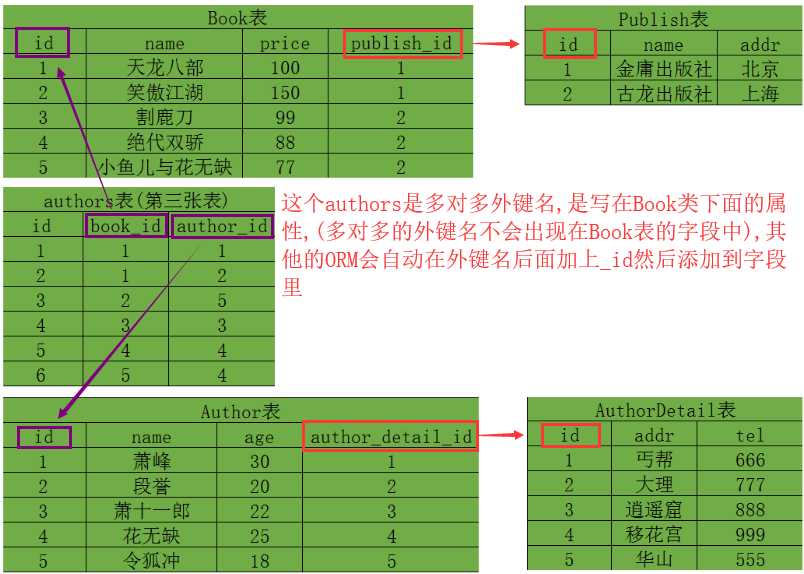 Book表
id name price publish_id
1 天龙八部 100 1
2 笑傲江湖 150 1
3 割鹿刀 99 2
4 绝代双骄 88 2
5 小鱼儿与花无缺 77 2
Publish表
id name addr
1 金庸出版社 北京
2 古龙出版社 上海
authors表(第三张表)
id book_id author_id
1 1 1
2 1 2
3 2 5
4 3 3
5 4 4
6 5 4
这个authors是多对多外键名,是写在Book类下面的属
性,(多对多的外键名不会出现在Book表的字段中),其
他的ORM会自动在外键名后面加上_id然后添加到字段
里
Author表
id name age author_detail_id
1 萧峰 30 1
2 段誉 20 2
3 萧十一郎 22 3
4 花无缺 25 4
5 令狐冲 18 5
AuthorDetail表
id addr tel
1 丐帮 666
2 大理 777
3 逍遥窟 888
4 移花宫 999
5 华山 555